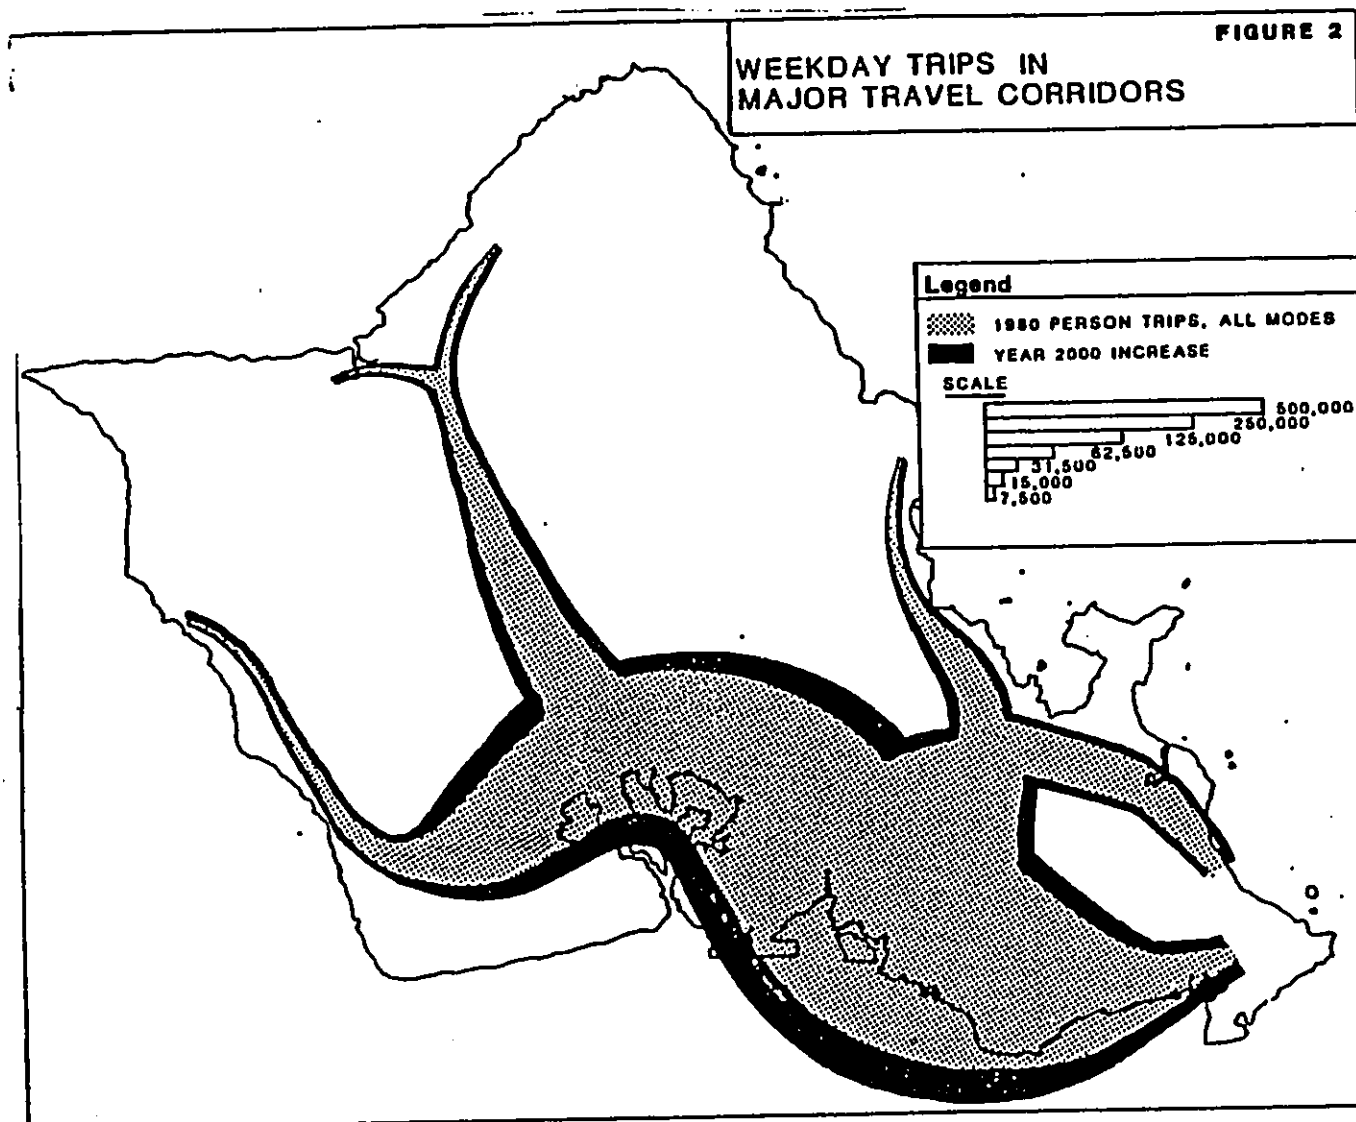 FIGURE 2
WEEKDAY TRIPS IN
MAJOR TRAVEL CORRIDORS
Legend
1980 PERSON TRIPS, ALL MODES
YEAR 2000 INCREASE
SCALE
500,000
250,000
125,000
62,500
31,500
15,000
7,500